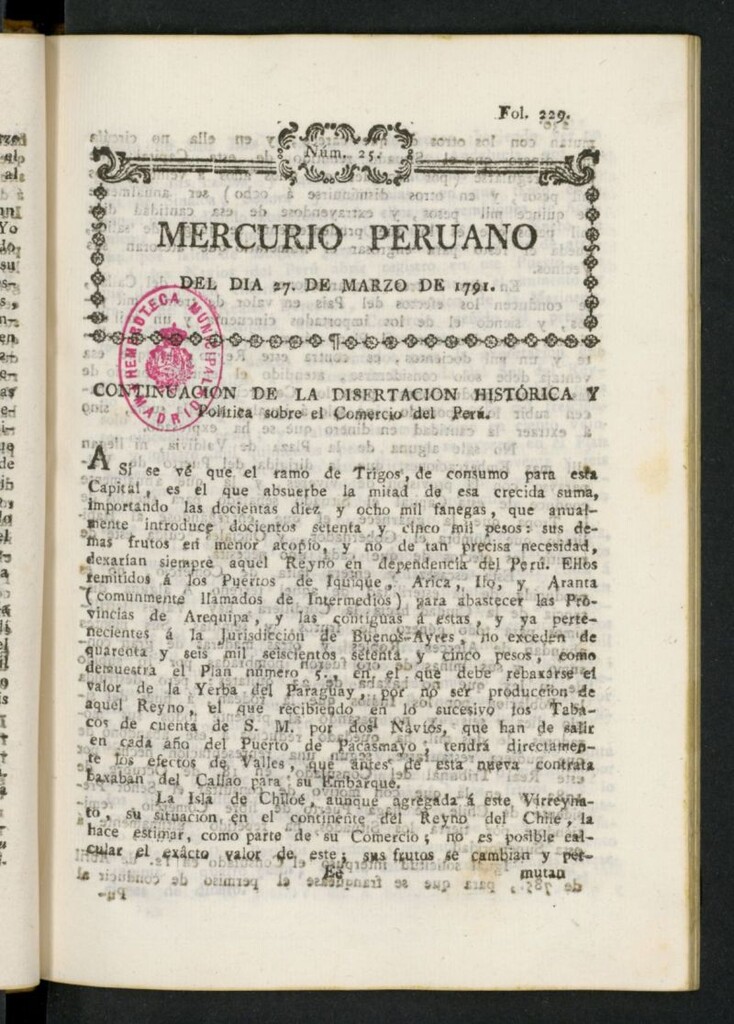 Fol. 229.
Núm. 25.
MERCURIO PERUANO
DEL DIA 27. DE MARZO DE 1791.
HEMEROTECA MUNICIPAL
MADRID
CONTINUACION DE LA DISERTACION HISTÓRICA Y
Politica sobre el Comercio del Perú.
ASi se vé que el ramo de Trigos, de consumo para esta
Capital, es el que absuerbe la mitad de esa crecida suma,
importando las docientas diez y ocho mil fanegas, que anual-
mente introduce docientos setenta y cinco mil pesos: sus de-
mas frutos en menor acopio, y no de tan precisa necesidad,
dexarían siempre aquel Reyno en dependencia del Perú. Ellos
remitidos á los Puertos de Iquique, Arica, Ilo, y Aranta
(comunmente llamados de Intermedios) para abastecer las Pro-
vincias de Arequipa, y las contiguas á estas, y ya perte-
necientes á la Jurisdiccion de Buenos-Ayres, no exceden de
quarenta y seis mil seiscientos setenta y cinco pesos, como
demuestra el Plan número 5., en el que debe rebaxarse el
valor de la Yerba del Paraguay, por no ser produccion de
aquel Reyno, el que recibiendo en lo sucesivo los Taba-
cos de cuenta de S. M. por dos Navíos, que han de salir
en cada año del Puerto de Pacasmayo, tendrá directamen-
te los efectos de Valles, que antes de esta nueva contrata
baxaban del Callao para su Embarque.
La Isla de Chiloé, aunque agregada á este Virreyna-
to, su situacion en el continente del Reyno del Chile, la
hace estimar, como parte de su Comercio; no es posible cal-
cular el exâcto valor de este; sus frutos se cambian y per-
Ee mutan